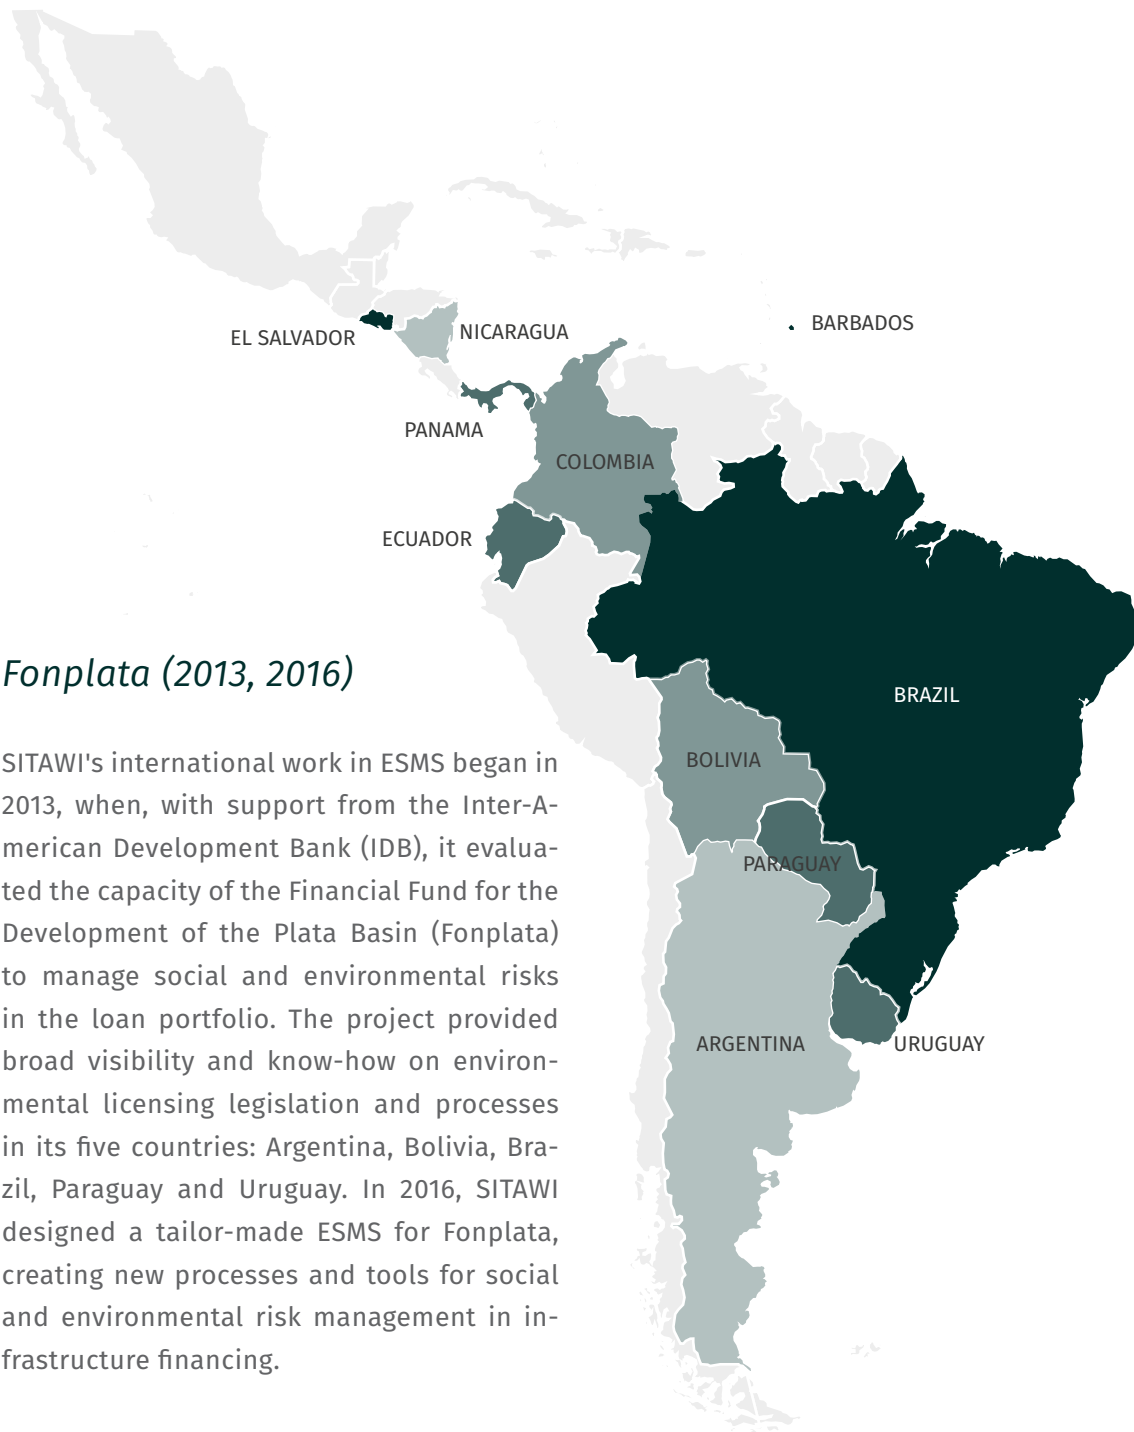 EL SALVADOR
NICARAGUA
BARBADOS
PANAMA
COLOMBIA
ECUADOR
BRAZIL
BOLIVIA
PARAGUAY
ARGENTINA
URUGUAY
Fonplata (2013, 2016)
SITAWI's international work in ESMS began in
2013, when, with support from the Inter-A-
merican Development Bank (IDB), it evalua-
ted the capacity of the Financial Fund for the
Development of the Plata Basin (Fonplata)
to manage social and environmental risks
in the loan portfolio. The project provided
broad visibility and know-how on environ-
mental licensing legislation and processes
in its five countries: Argentina, Bolivia, Bra-
zil, Paraguay and Uruguay. In 2016, SITAWI
designed a tailor-made ESMS for Fonplata,
creating new processes and tools for social
and environmental risk management in in-
frastructure financing.